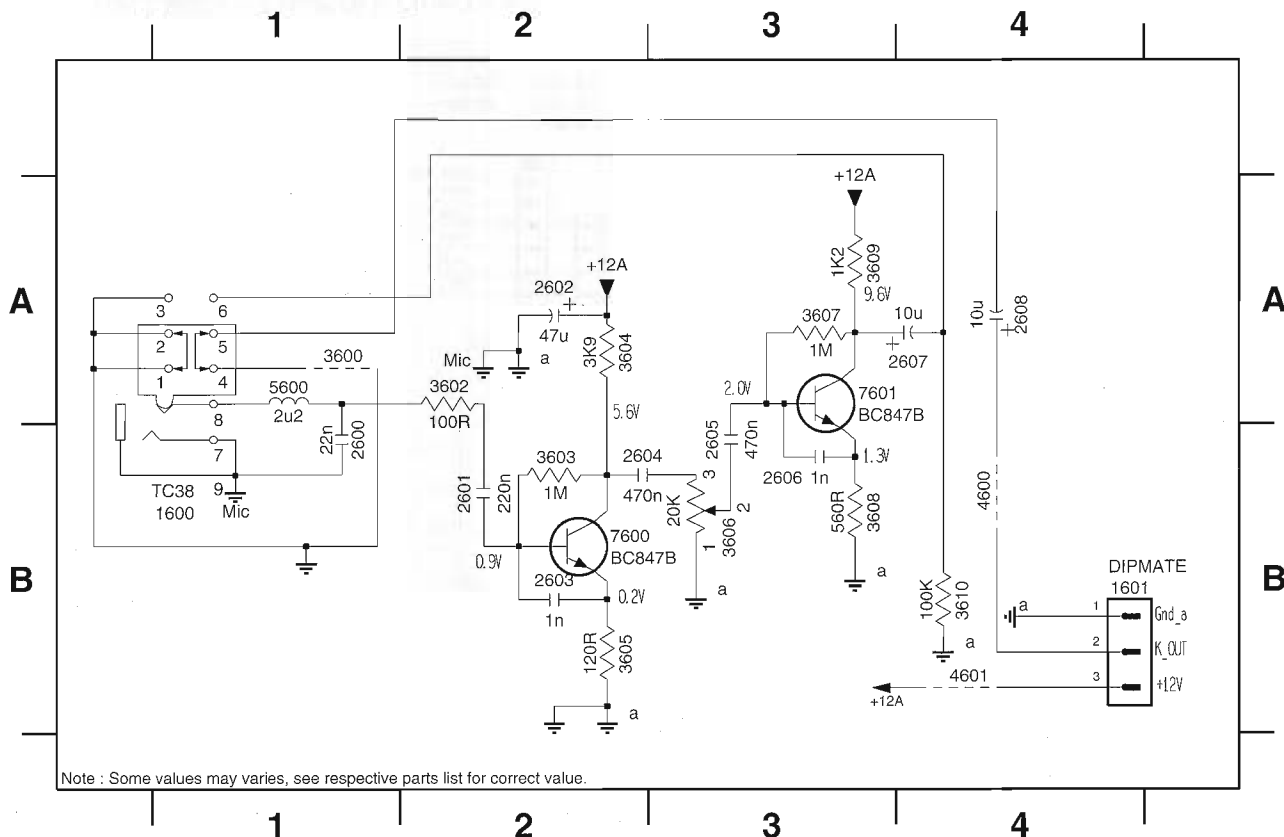 1 2 3 4
A A
B B
1 2 3 4
+12A
1K2
3609
9.6V
+12A
2602
+
47u
a
Mic
3K9
3604
5.6V
3607
1M
10u
+
2607
10u
+
2608
3 6
2 5
1 4
3600
8
7
9
TC38
1600
Mic
5600
2u2
22n
2600
3602
100R
2601
220n
0.9V
3603
1M
2604
470n
7600
BC847B
2603
1n
0.2V
120R
3605
a
3
20K
2
3606
1
a
2.0V
2605
470n
7601
BC847B
2606
1n
1.3V
560R
3608
a
100K
3610
a
4600
4601
+12A
DIPMATE
1601
a
1 Gnd_a
2 K_OUT
3 +12V
Note : Some values may varies, see respective parts list for correct value.